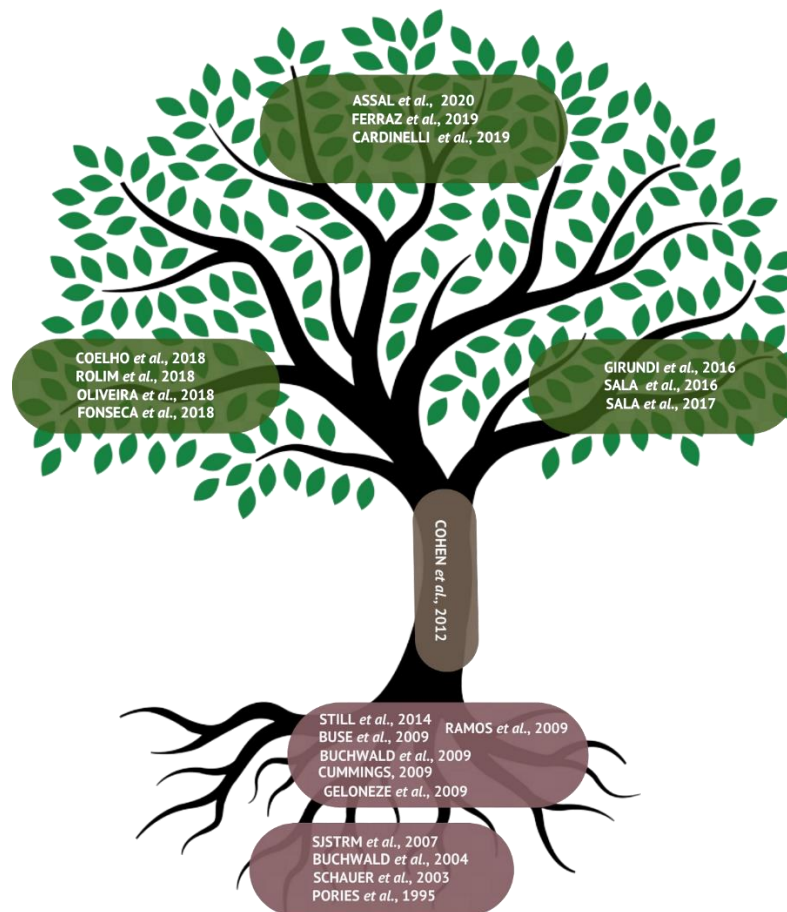 ASSAL et al., 2020
FERRAZ et al., 2019
CARDINELLI et al., 2019
COELHO et al., 2018
ROLIM et al., 2018
OLIVEIRA et al., 2018
FONSECA et al., 2018
GIRUNDI et al., 2016
SALA et al., 2016
SALA et al., 2017
COHEN et al., 2012
STILL et al., 2014
RAMOS et al., 2009
BUSE et al., 2009
BUCHWALD et al., 2009
CUMMINGS, 2009
GELONEZE et al., 2009
SJSTRM et al., 2007
BUCHWALD et al., 2004
SCHAUER et al., 2003
PORIES et al., 1995